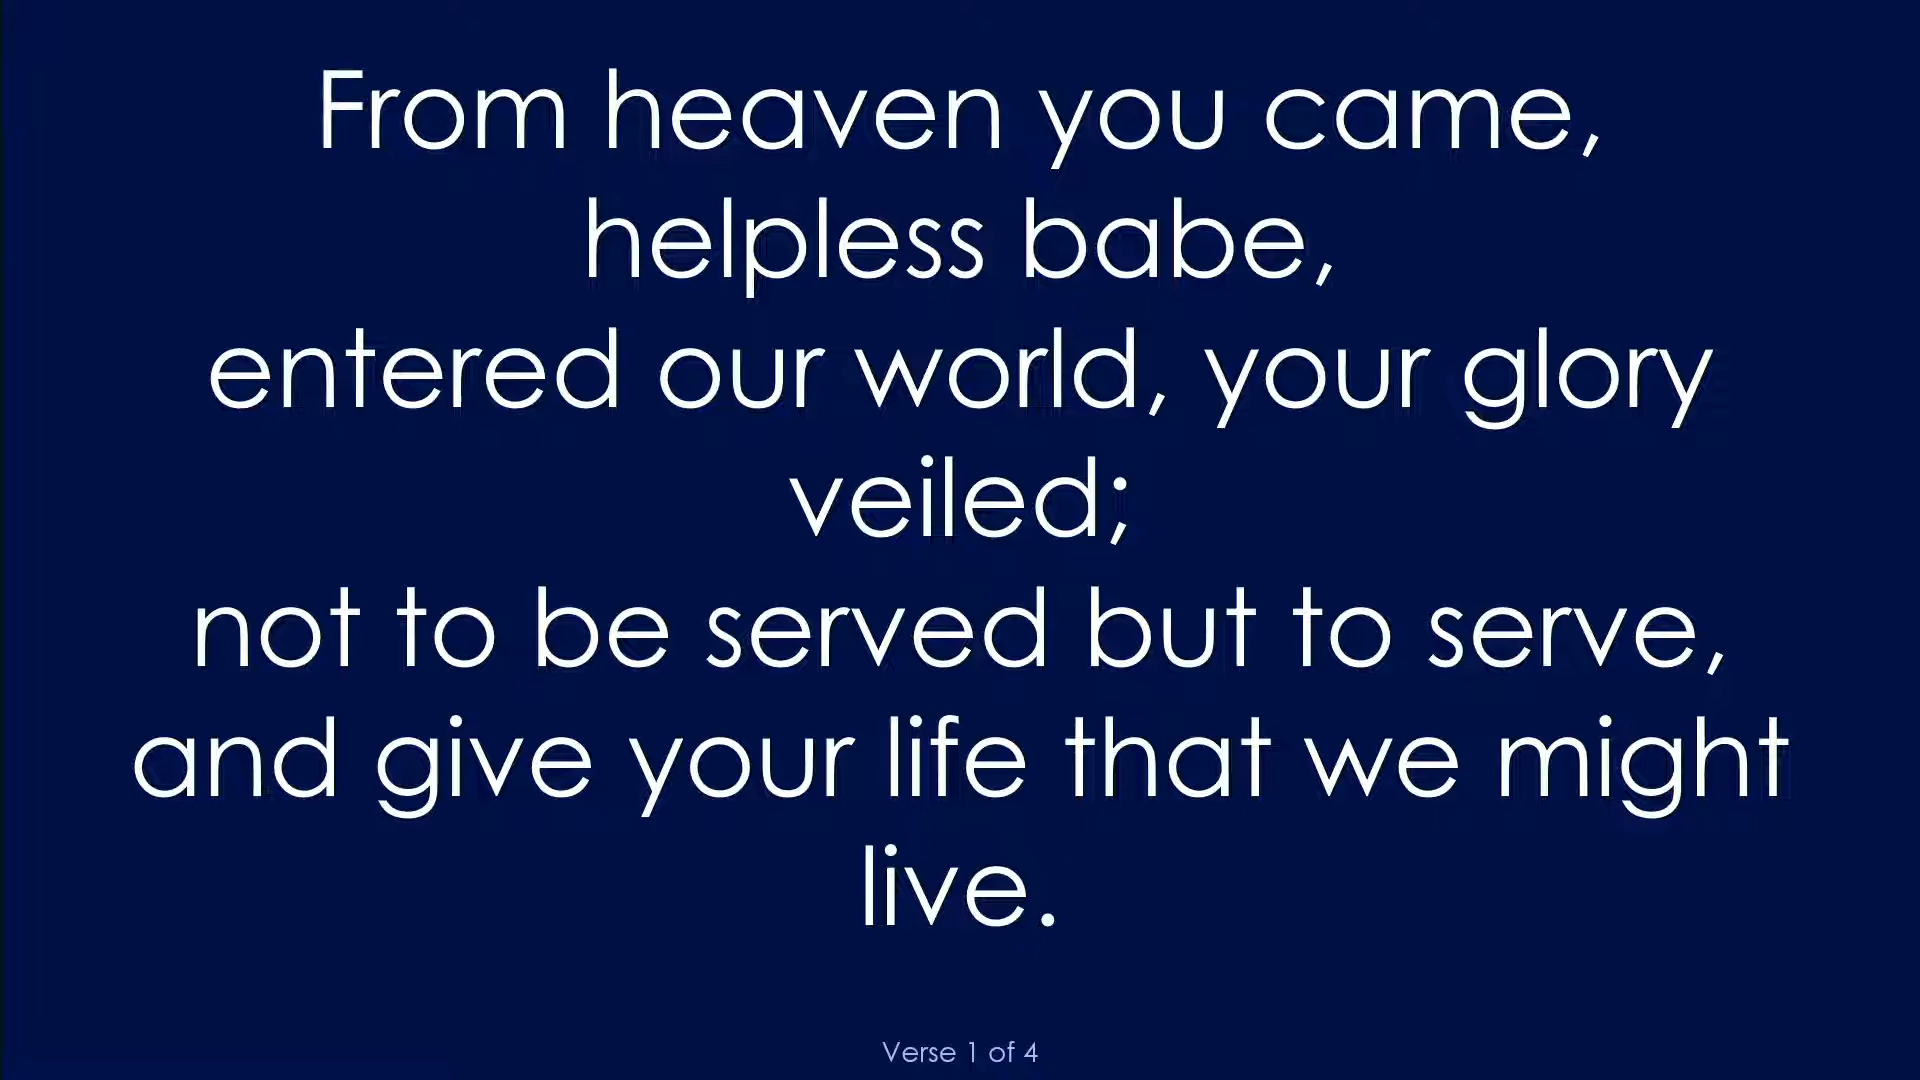 From heaven you came,
helpless babe,
entered our world, your glory
veiled;
not to be served but to serve,
and give your life that we might
live.
Verse 1 of 4